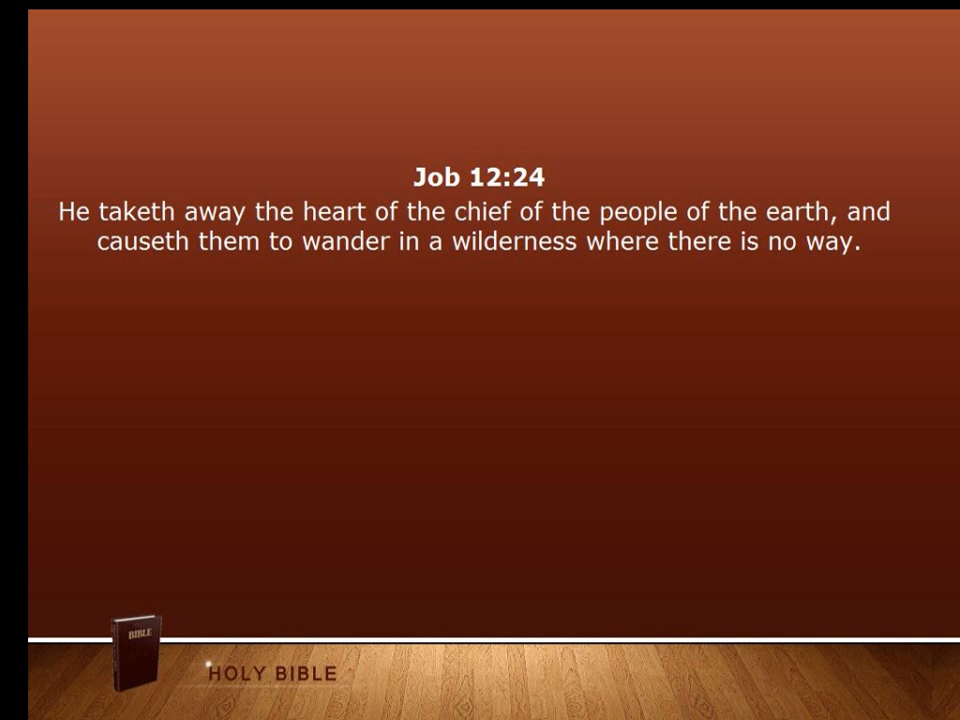 Job 12:24
He taketh away the heart of the chief of the people of the earth, and
causeth them to wander in a wilderness where there is no way.
BIBLE
HOLY BIBLE